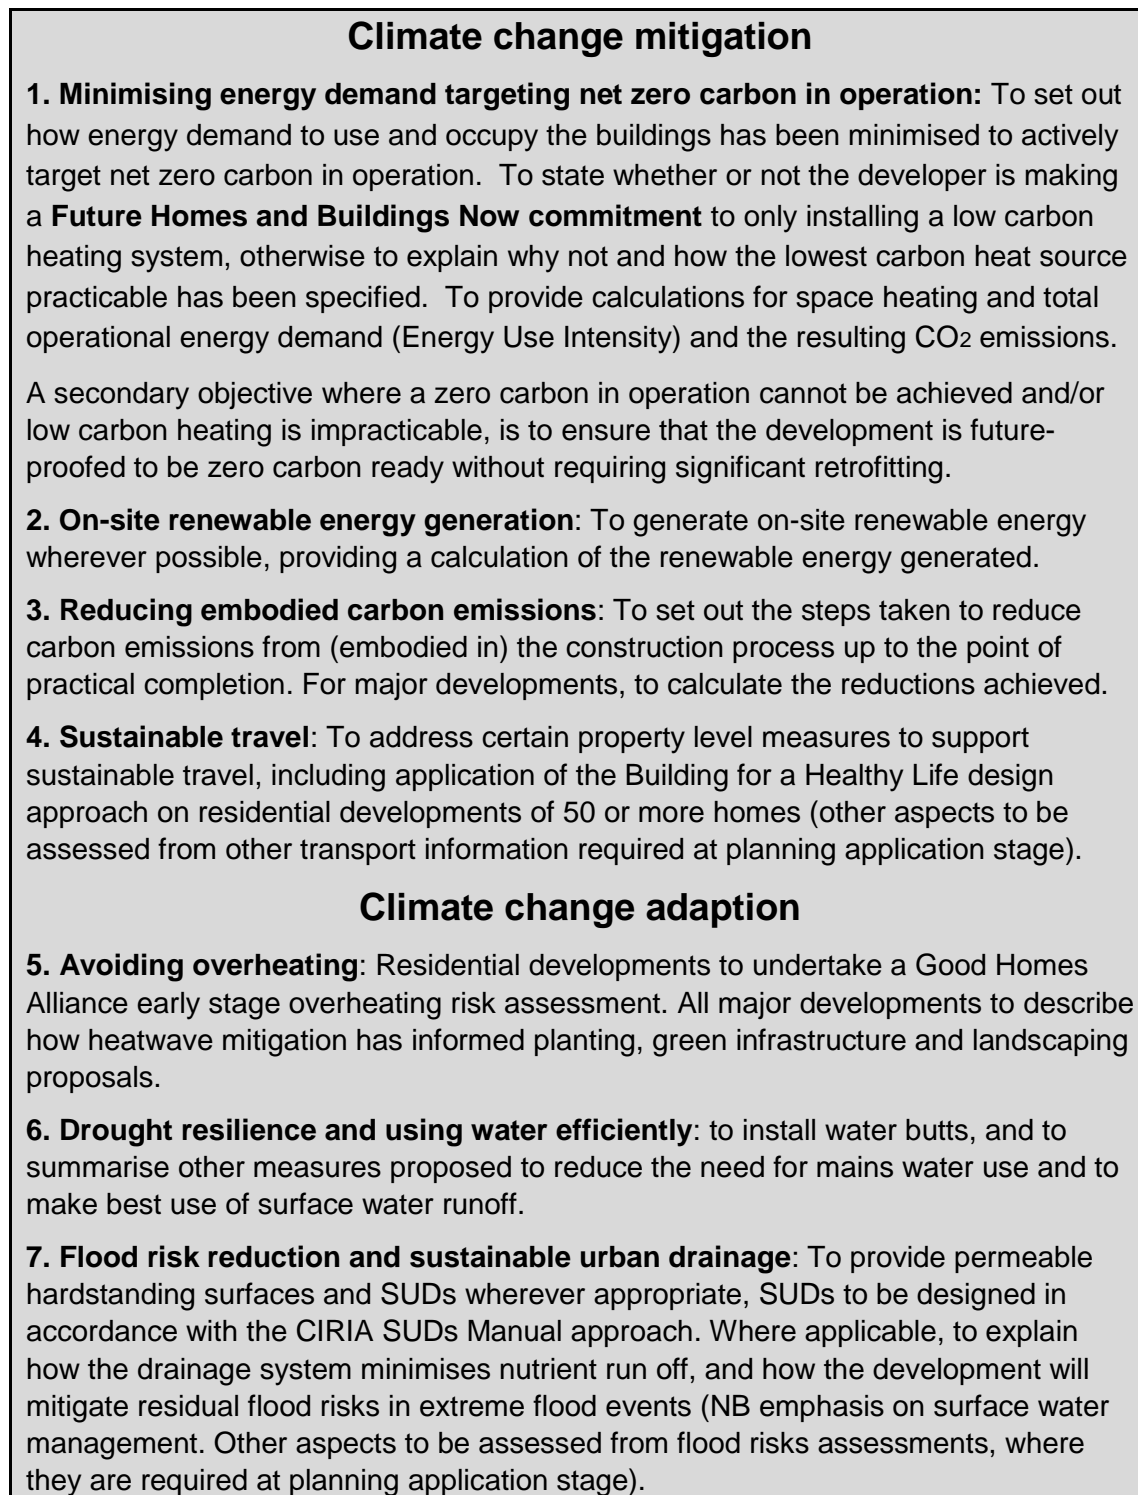 Climate change mitigation
1. Minimising energy demand targeting net zero carbon in operation: To set out
how energy demand to use and occupy the buildings has been minimised to actively
target net zero carbon in operation.  To state whether or not the developer is making
a Future Homes and Buildings Now commitment to only installing a low carbon
heating system, otherwise to explain why not and how the lowest carbon heat source
practicable has been specified.  To provide calculations for space heating and total
operational energy demand (Energy Use Intensity) and the resulting CO2 emissions.
A secondary objective where a zero carbon in operation cannot be achieved and/or
low carbon heating is impracticable, is to ensure that the development is future-
proofed to be zero carbon ready without requiring significant retrofitting.
2. On-site renewable energy generation: To generate on-site renewable energy
wherever possible, providing a calculation of the renewable energy generated.
3. Reducing embodied carbon emissions: To set out the steps taken to reduce
carbon emissions from (embodied in) the construction process up to the point of
practical completion. For major developments, to calculate the reductions achieved.
4. Sustainable travel: To address certain property level measures to support
sustainable travel, including application of the Building for a Healthy Life design
approach on residential developments of 50 or more homes (other aspects to be
assessed from other transport information required at planning application stage).
Climate change adaption
5. Avoiding overheating: Residential developments to undertake a Good Homes
Alliance early stage overheating risk assessment. All major developments to describe
how heatwave mitigation has informed planting, green infrastructure and landscaping
proposals.
6. Drought resilience and using water efficiently: to install water butts, and to
summarise other measures proposed to reduce the need for mains water use and to
make best use of surface water runoff.
7. Flood risk reduction and sustainable urban drainage: To provide permeable
hardstanding surfaces and SUDs wherever appropriate, SUDs to be designed in
accordance with the CIRIA SUDs Manual approach. Where applicable, to explain
how the drainage system minimises nutrient run off, and how the development will
mitigate residual flood risks in extreme flood events (NB emphasis on surface water
management. Other aspects to be assessed from flood risks assessments, where
they are required at planning application stage).